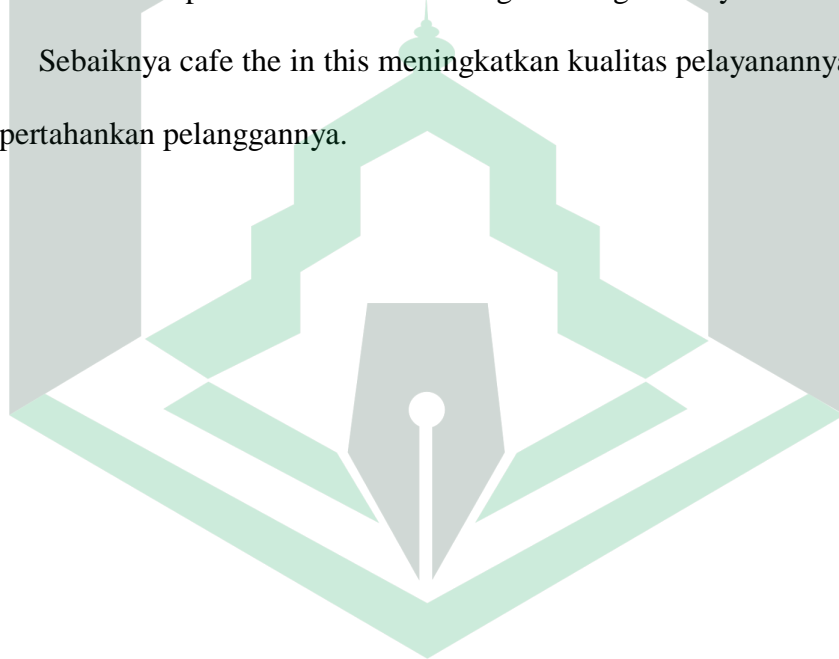 Sebaiknya cafe the in this meningkatkan kualitas pelayanannya
pertahankan pelanggannya.